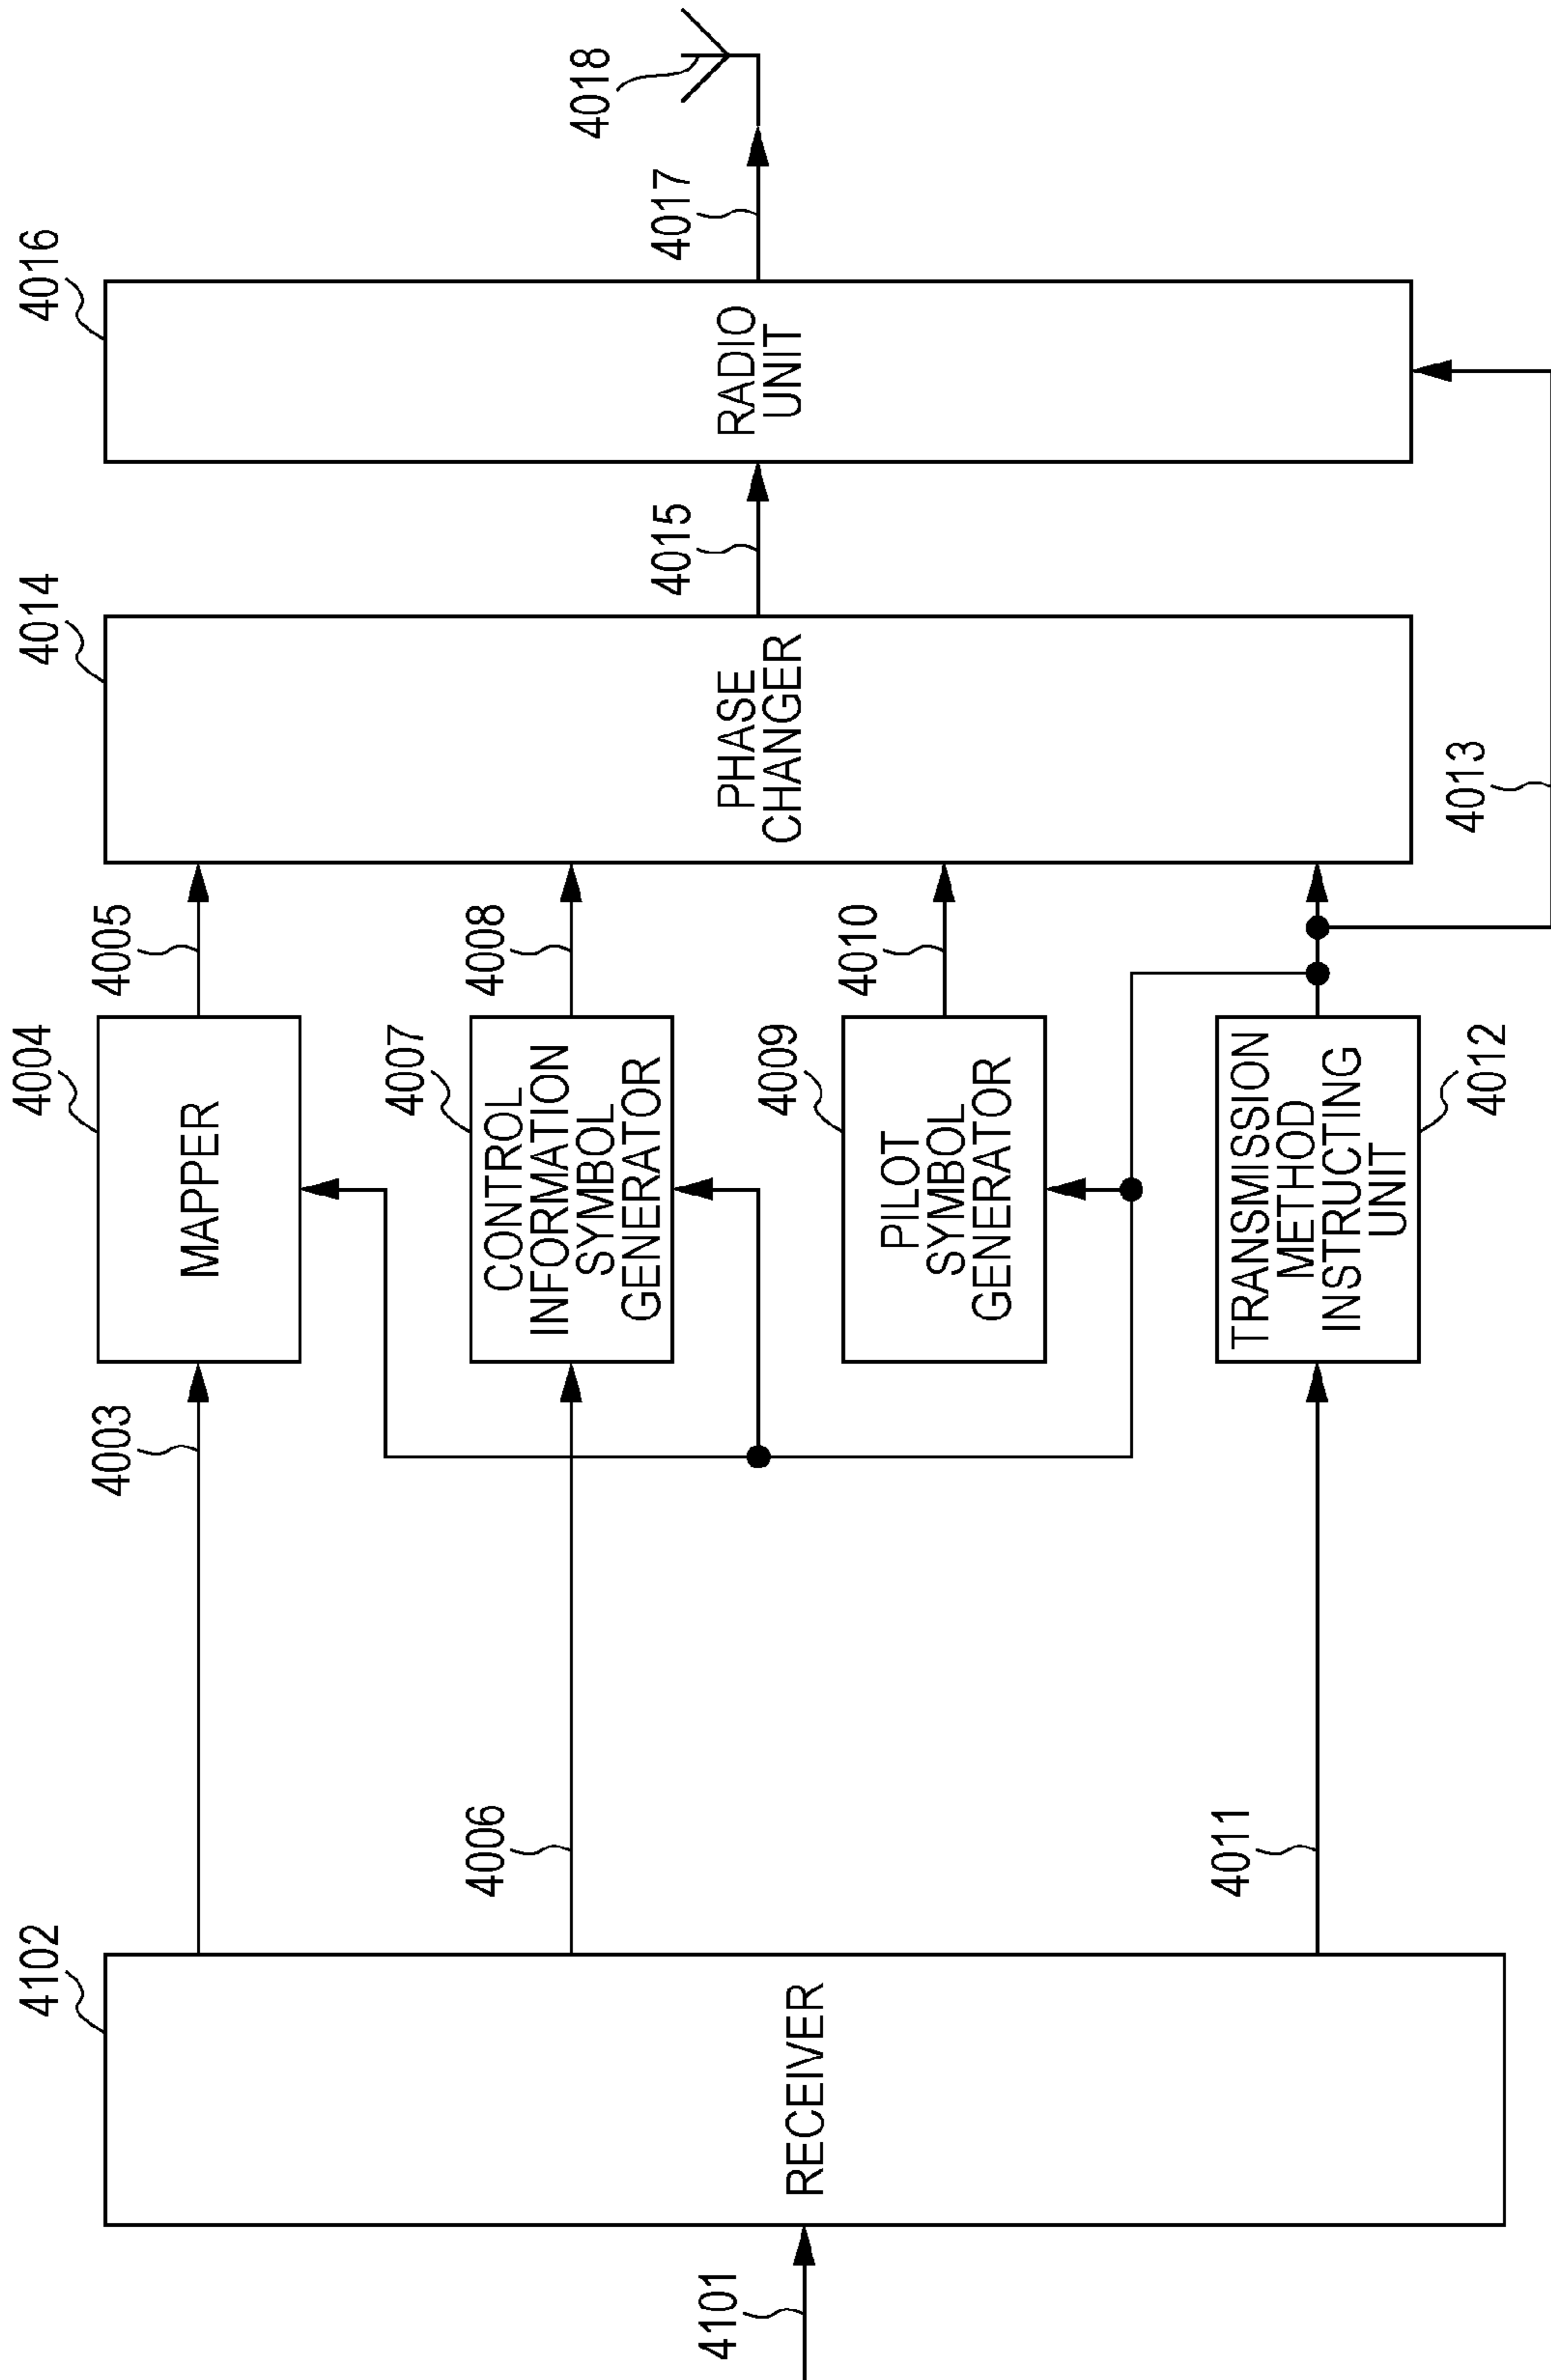 4101
4102
RECEIVER
4003
4006
4011
4004
MAPPER
4007
CONTROL
INFORMATION
SYMBOL
GENERATOR
4009
PILOT
SYMBOL
GENERATOR
TRANSMISSION
METHOD
INSTRUCTING
UNIT
4012
4005
4008
4010
4013
4014
PHASE
CHANGER
4015
4016
RADIO
UNIT
4017
4018